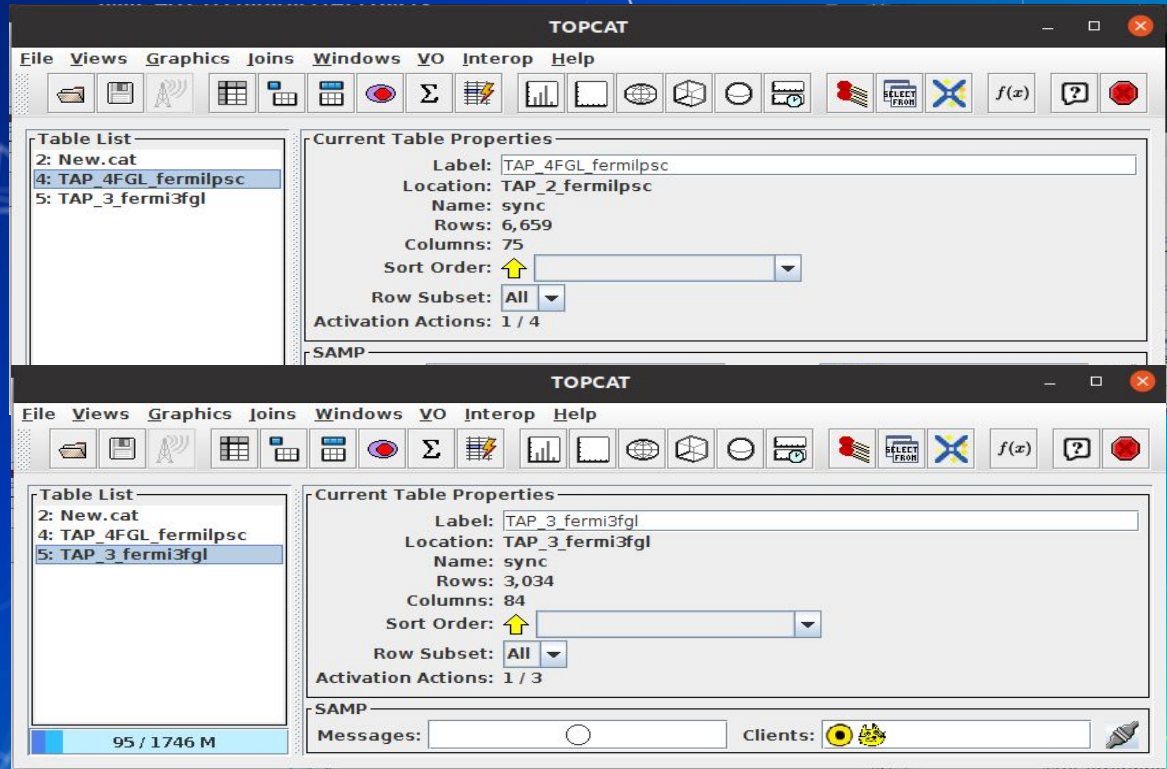 TOPCAT
File Views Graphics Joins Windows VO Interop Help
Σ SELECT FROM f(x) ?
Table List
2: New.cat
4: TAP_4FGL_fermilpsc
5: TAP_3_fermi3fgl
Current Table Properties
Label: TAP_4FGL_fermilpsc
Location: TAP_2_fermilpsc
Name: sync
Rows: 6,659
Columns: 75
Sort Order:
Row Subset: All
Activation Actions: 1 / 4
SAMP
TOPCAT
File Views Graphics Joins Windows VO Interop Help
Σ SELECT FROM f(x) ?
Table List
2: New.cat
4: TAP_4FGL_fermilpsc
5: TAP_3_fermi3fgl
95 / 1746 M
Current Table Properties
Label: TAP_3_fermi3fgl
Location: TAP_3_fermi3fgl
Name: sync
Rows: 3,034
Columns: 84
Sort Order:
Row Subset: All
Activation Actions: 1 / 3
SAMP
Messages: Clients: